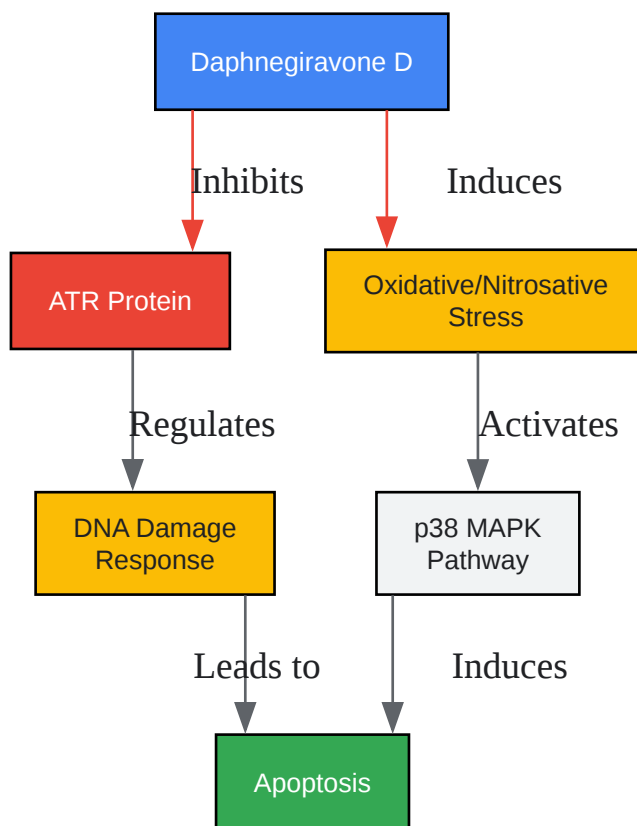 Daphnegiravone D
Inhibits
Induces
ATR Protein
Oxidative/Nitrosative
Stress
Regulates
Activates
DNA Damage
Response
p38 MAPK
Pathway
Leads to
Induces
Apoptosis